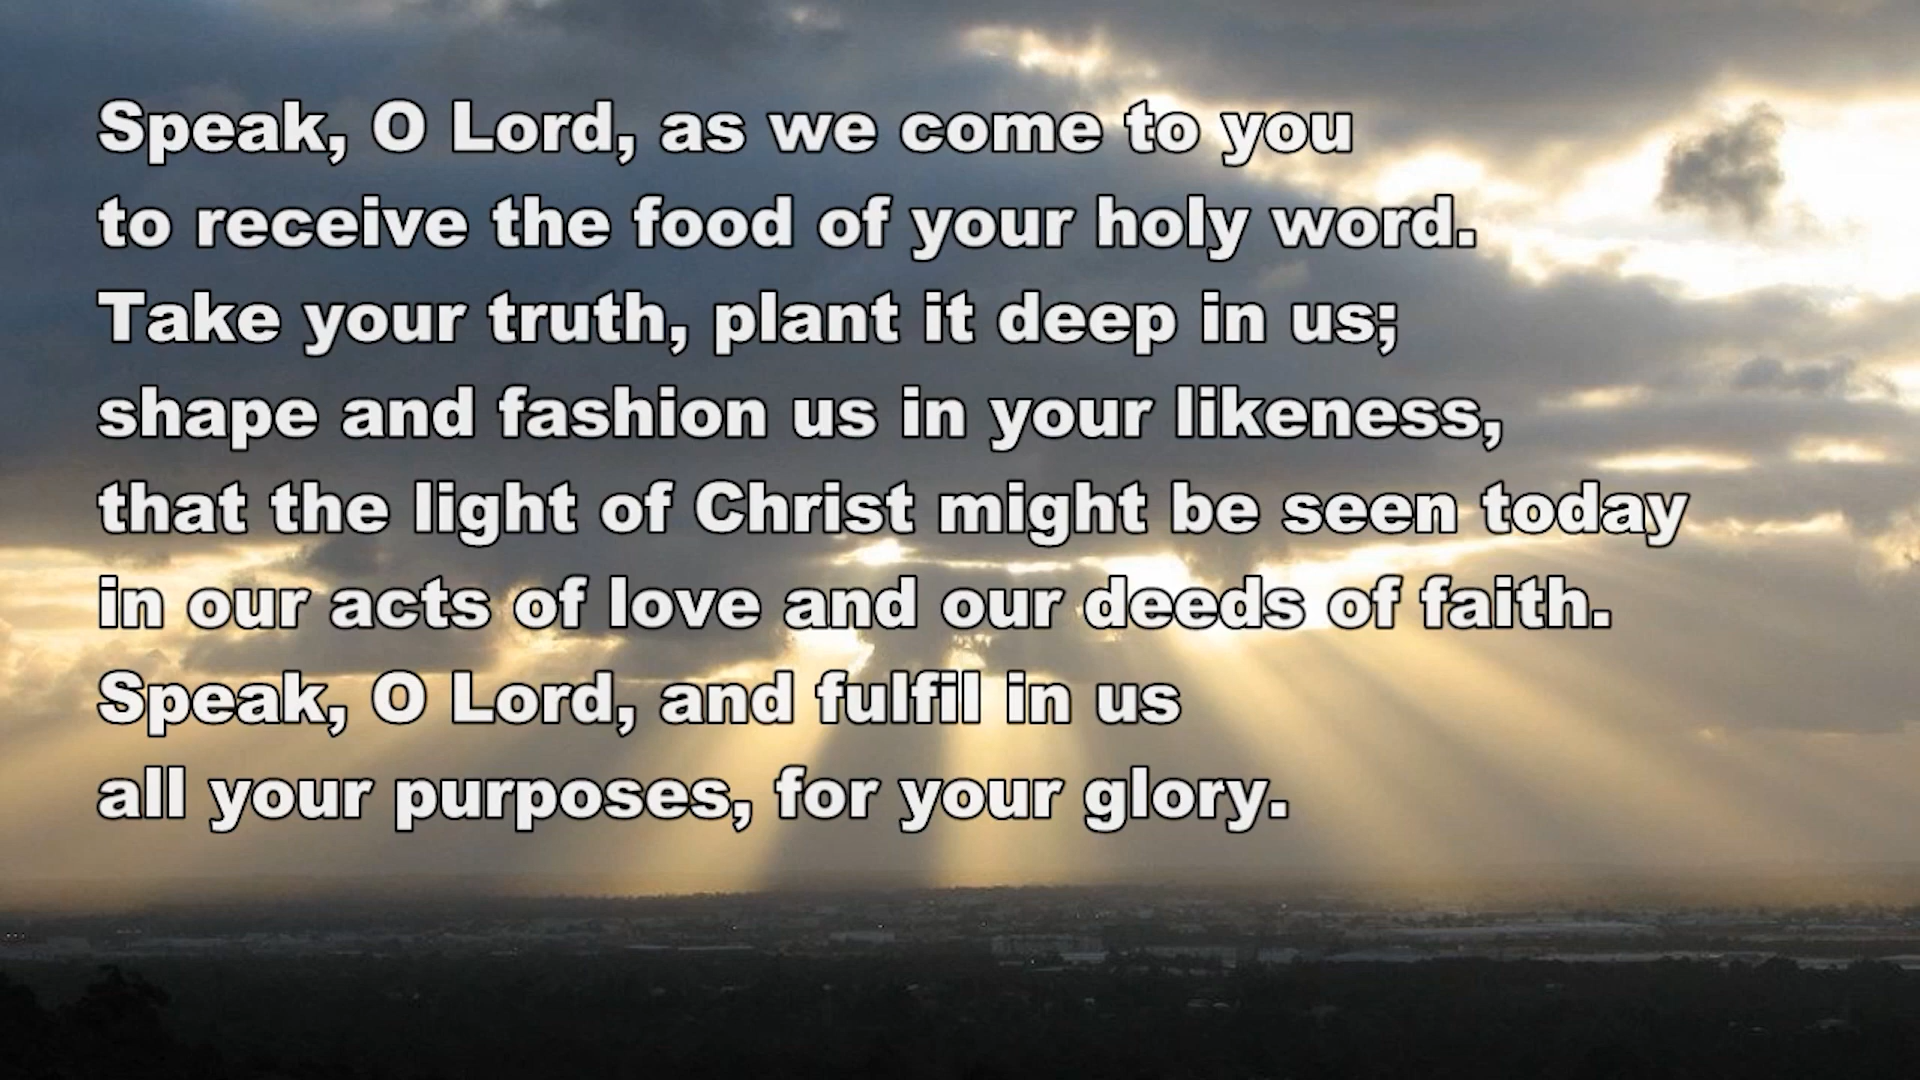 Speak, O Lord, as we come to you
to receive the food of your holy word.
Take your truth, plant it deep in us;
shape and fashion us in your likeness,
that the light of Christ might be seen today
in our acts of love and our deeds of faith.
Speak, O Lord, and fulfil in us
all your purposes, for your glory.